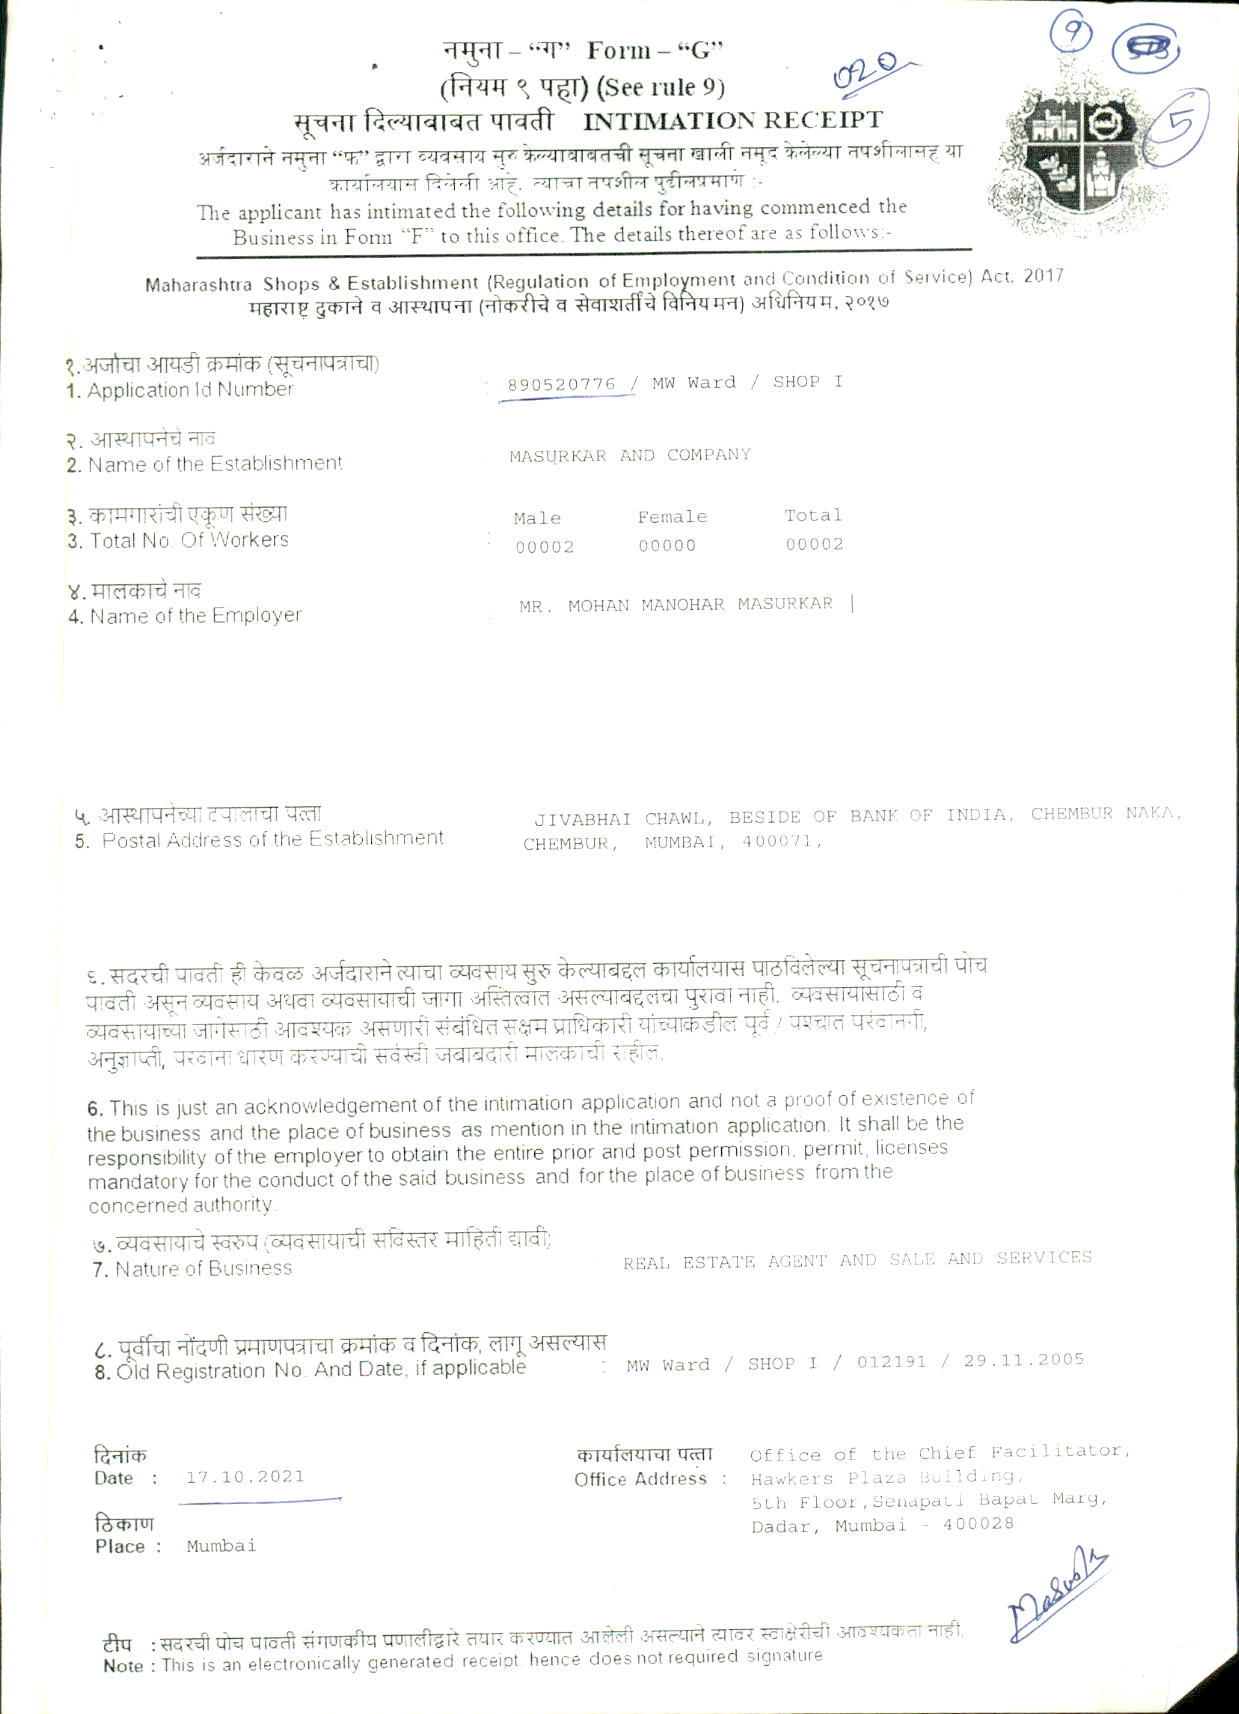 9
020
5
नमुना – “ग” Form – “G”
(नियम ९ पहा) (See rule 9)
सूचना दिल्याबाबत पावती INTIMATION RECEIPT
अर्जदाराने नमुना “फ” द्वारा व्यवसाय सुरु केल्याबाबतची सूचना खाली नमूद केलेल्या तपशीलासह या
कार्यालयास दिलेली आहे. त्याचा तपशील पुढीलप्रमाणे :-
The applicant has intimated the following details for having commenced the
Business in Form “F” to this office. The details thereof are as follows:-
Maharashtra Shops & Establishment (Regulation of Employment and Condition of Service) Act. 2017
महाराष्ट्र दुकाने व आस्थापना (नोकरीचे व सेवाशर्तींचे विनियमन) अधिनियम, २०१७
१.अर्जाचा आयडी क्रमांक (सूचनापत्राचा)
1. Application Id Number : 890520776 / MW Ward / SHOP I
२. आस्थापनेचे नाव
2. Name of the Establishment MASURKAR AND COMPANY
३. कामगारांची एकूण संख्या Male Female Total
3. Total No. Of Workers : 00002 00000 00002
४. मालकाचे नाव
4. Name of the Employer : MR. MOHAN MANOHAR MASURKAR |
५. आस्थापनेच्या टपालाचा पत्ता JIVABHAI CHAWL, BESIDE OF BANK OF INDIA, CHEMBUR NAKA,
5. Postal Address of the Establishment CHEMBUR, MUMBAI, 400071,
६. सदरची पावती ही केवळ अर्जदाराने त्याचा व्यवसाय सुरु केल्याबद्दल कार्यालयास पाठविलेल्या सूचनापत्राची पोच
पावती असून व्यवसाय अथवा व्यवसायाची जागा अस्तित्वात असल्याबद्दलचा पुरावा नाही. व्यवसायासाठी व
व्यवसायाच्या जागेसाठी आवश्यक असणारी संबंधित सक्षम प्राधिकारी यांच्याकडील पूर्व / पश्चात परवानगी,
अनुज्ञाप्ती, परवाना धारण करण्याची सर्वस्वी जबाबदारी मालकाची राहील.
6. This is just an acknowledgement of the intimation application and not a proof of existence of
the business and the place of business as mention in the intimation application. It shall be the
responsibility of the employer to obtain the entire prior and post permission, permit, licenses
mandatory for the conduct of the said business and for the place of business from the
concerned authority.
७. व्यवसायाचे स्वरुप (व्यवसायाची सविस्तर माहिती द्यावी)
7. Nature of Business REAL ESTATE AGENT AND SALE AND SERVICES
८. पूर्वीचा नोंदणी प्रमाणपत्राचा क्रमांक व दिनांक, लागू असल्यास
8. Old Registration No. And Date, if applicable : MW Ward / SHOP I / 012191 / 29.11.2005
दिनांक
Date : 17.10.2021
ठिकाण
Place : Mumbai
कार्यालयाचा पत्ता Office of the Chief Facilitator,
Office Address : Hawkers Plaza Building,
5th Floor,Senapati Bapat Marg,
Dadar, Mumbai - 400028
टीप : सदरची पोच पावती संगणकीय प्रणालीद्वारे तयार करण्यात आलेली असल्याने त्यावर स्वाक्षरीची आवश्यकता नाही.
Note : This is an electronically generated receipt hence does not required signature